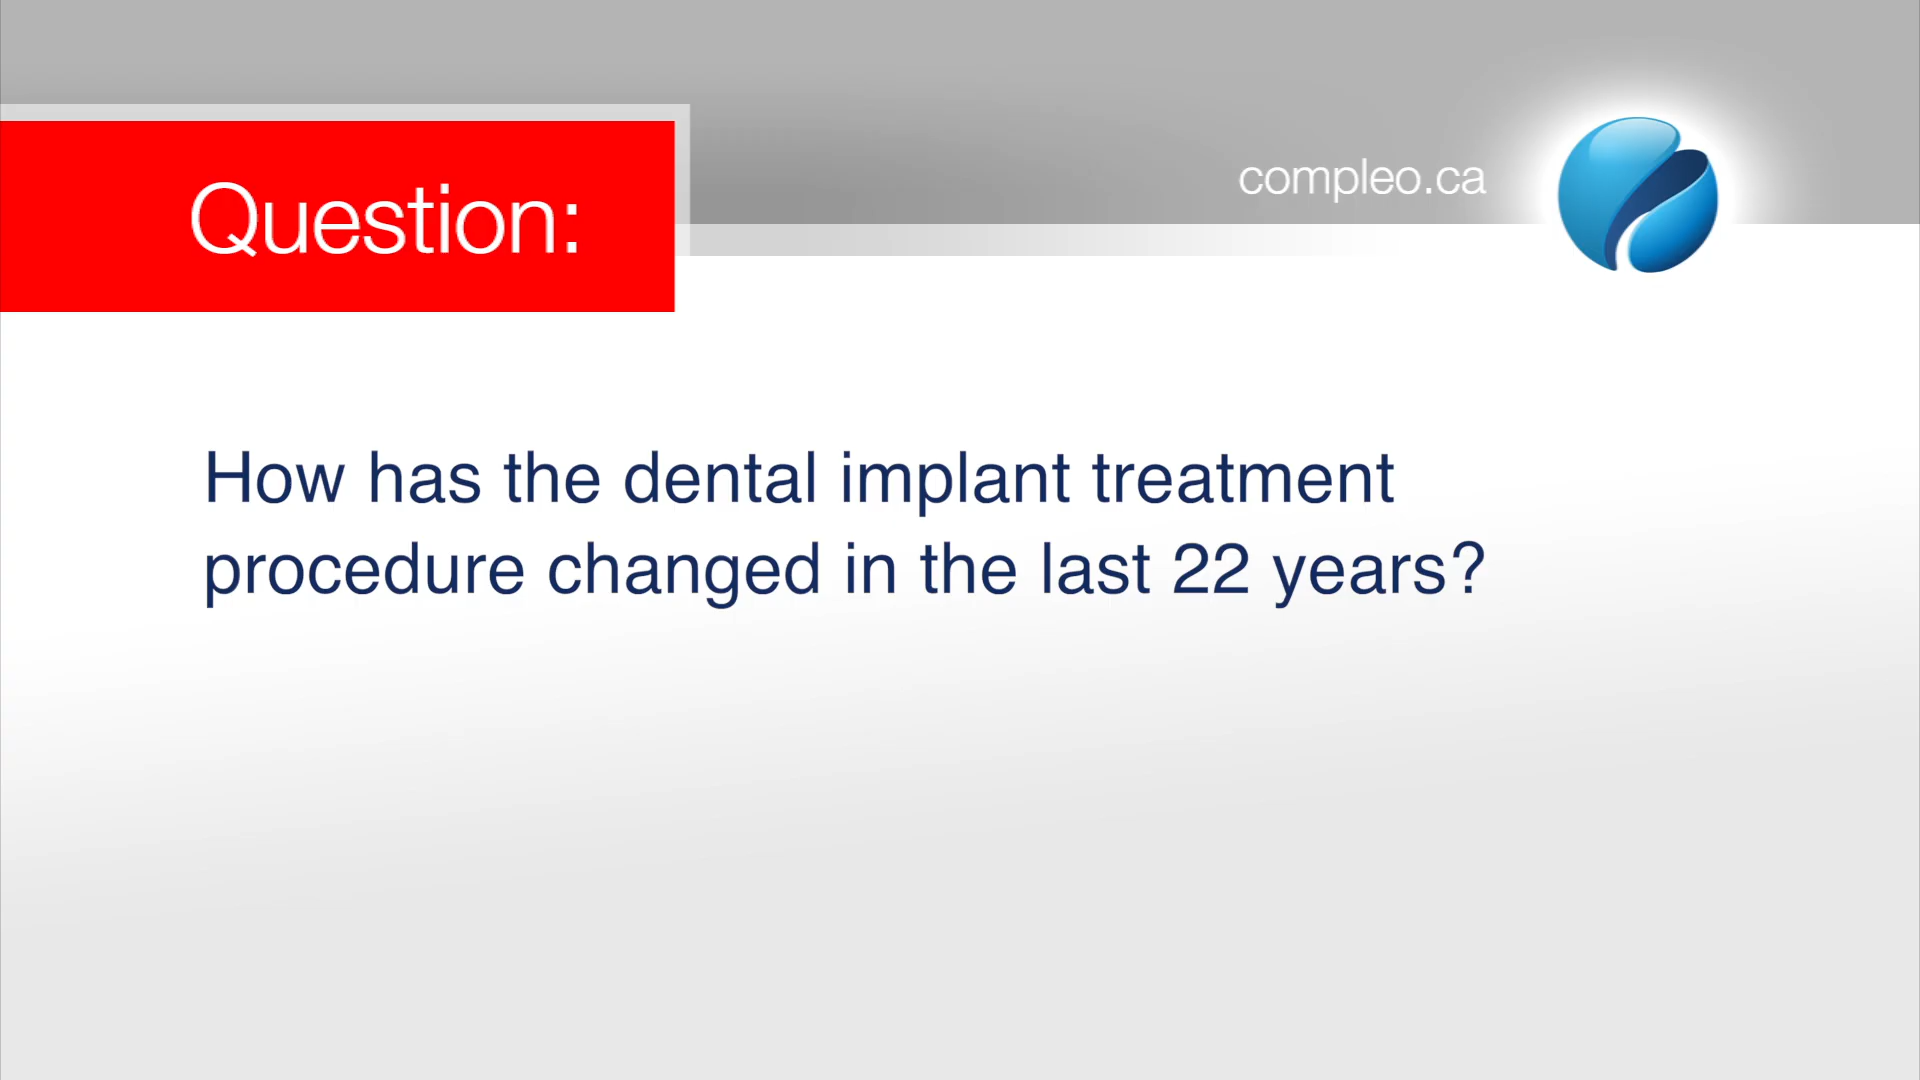 compleo.ca
Question:
How has the dental implant treatment
procedure changed in the last 22 years?